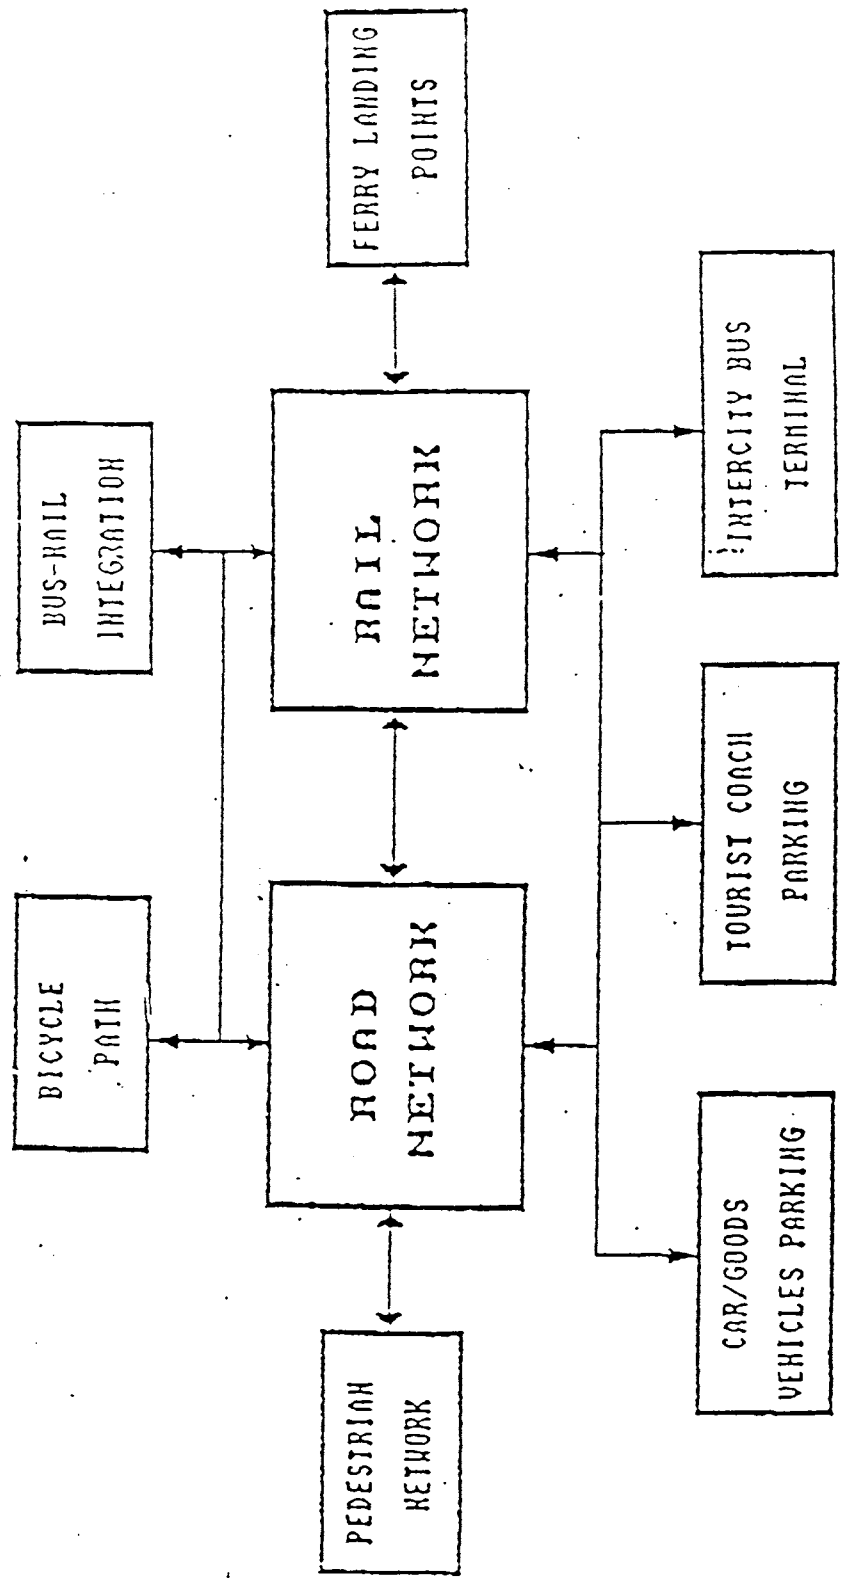 BICYCLE
PATH
BUS-RAIL
INTEGRATION
PEDESTRIAN
NETWORK
ROAD
NETWORK
RAIL
NETWORK
FERRY LANDING
POINTS
CAR/GOODS
VEHICLES PARKING
TOURIST COACH
PARKING
INTERCITY BUS
TERMINAL